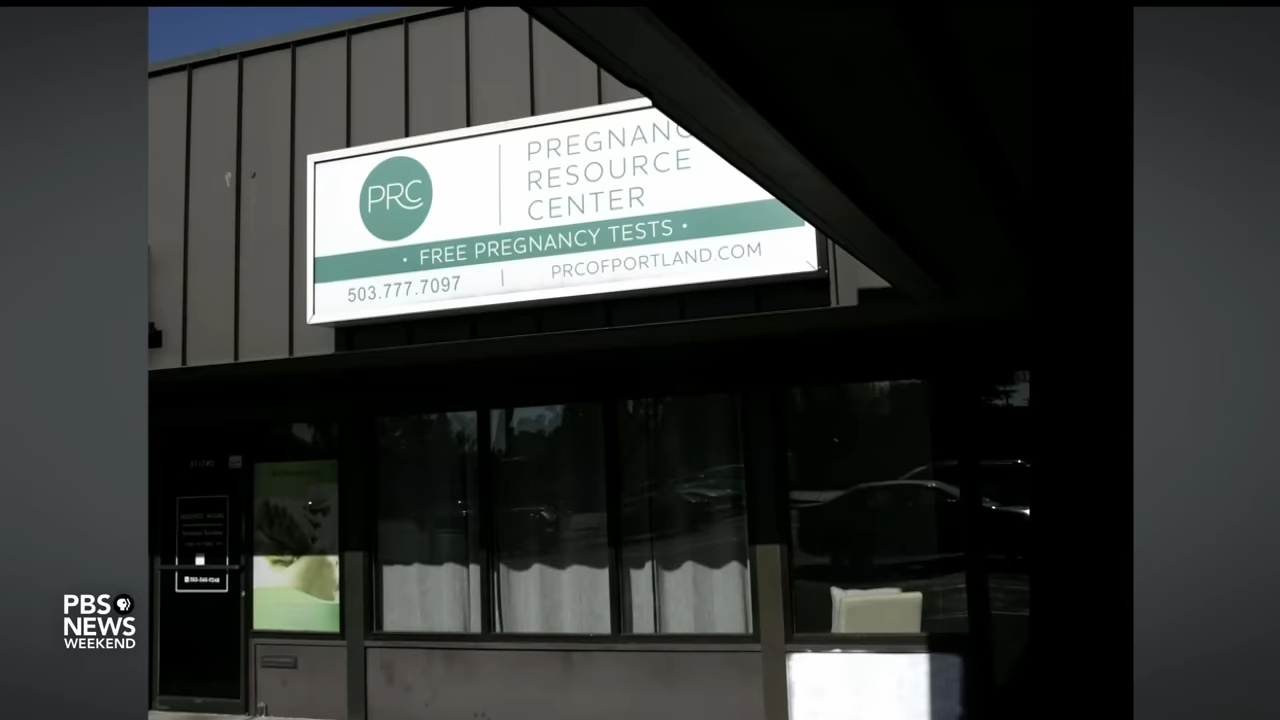 PRC
PREGNANC
RESOURCE
CENTER
• FREE PREGNANCY TESTS •
503.777.7097
PRCOFPORTLAND.COM
PBS
NEWS
WEEKEND